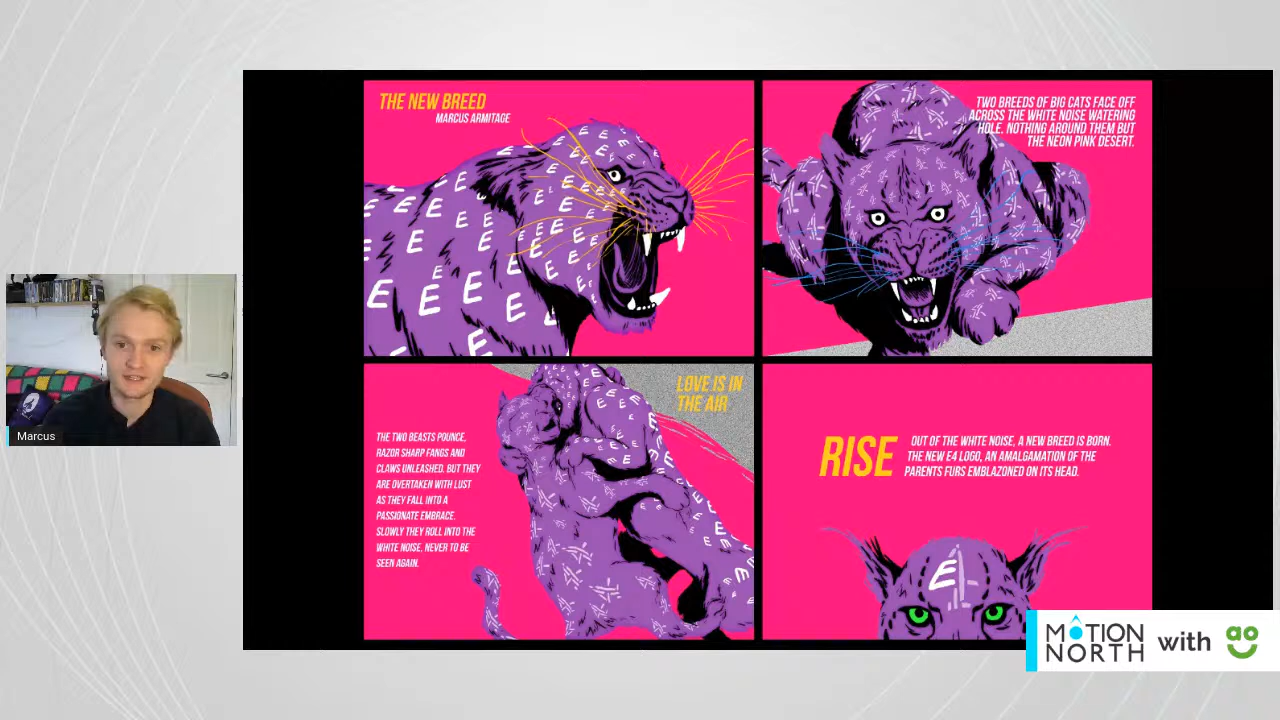 THE NEW BREED
MARCUS ARMITAGE
TWO BREEDS OF BIG CATS FACE OFF
ACROSS THE WHITE NOISE WATERING
HOLE. NOTHING AROUND THEM BUT
THE NEON PINK DESERT.
LOVE IS IN
THE AIR
THE TWO BEASTS POUNCE,
RAZOR SHARP FANGS AND
CLAWS UNLEASHED. BUT THEY
ARE OVERTAKEN WITH LUST
AS THEY FALL INTO A
PASSIONATE EMBRACE.
SLOWLY THEY ROLL INTO THE
WHITE NOISE, NEVER TO BE
SEEN AGAIN.
RISE
OUT OF THE WHITE NOISE, A NEW BREED IS BORN.
THE NEW E4 LOGO, AN AMALGAMATION OF THE
PARENTS FURS EMBLAZONED ON ITS HEAD.
E4
Marcus
MOTION
NORTH
with
ao